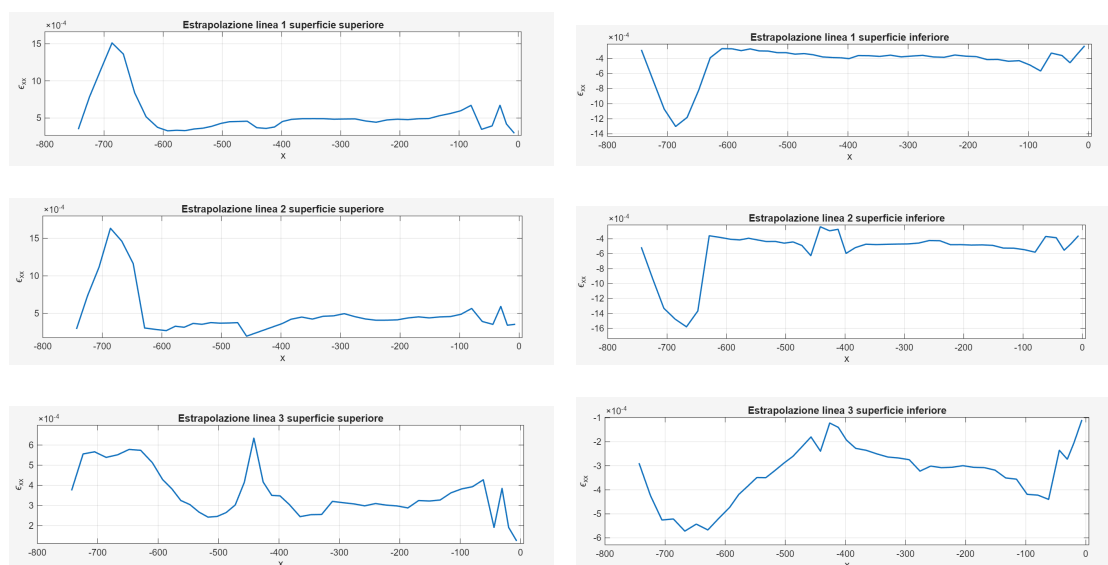 Estrapolazione linea 1 superficie superiore
×10⁻⁴
15
10
5
εxx
-800 -700 -600 -500 -400 -300 -200 -100 0
x
Estrapolazione linea 1 superficie inferiore
×10⁻⁴
-4
-6
-8
-10
-12
-14
εxx
-800 -700 -600 -500 -400 -300 -200 -100 0
x
Estrapolazione linea 2 superficie superiore
×10⁻⁴
15
10
5
εxx
-800 -700 -600 -500 -400 -300 -200 -100 0
x
Estrapolazione linea 2 superficie inferiore
×10⁻⁴
-4
-6
-8
-10
-12
-14
-16
εxx
-800 -700 -600 -500 -400 -300 -200 -100 0
x
Estrapolazione linea 3 superficie superiore
×10⁻⁴
6
5
4
3
2
εxx
-800 -700 -600 -500 -400 -300 -200 -100 0
x
Estrapolazione linea 3 superficie inferiore
×10⁻⁴
-1
-2
-3
-4
-5
-6
εxx
-800 -700 -600 -500 -400 -300 -200 -100 0
x